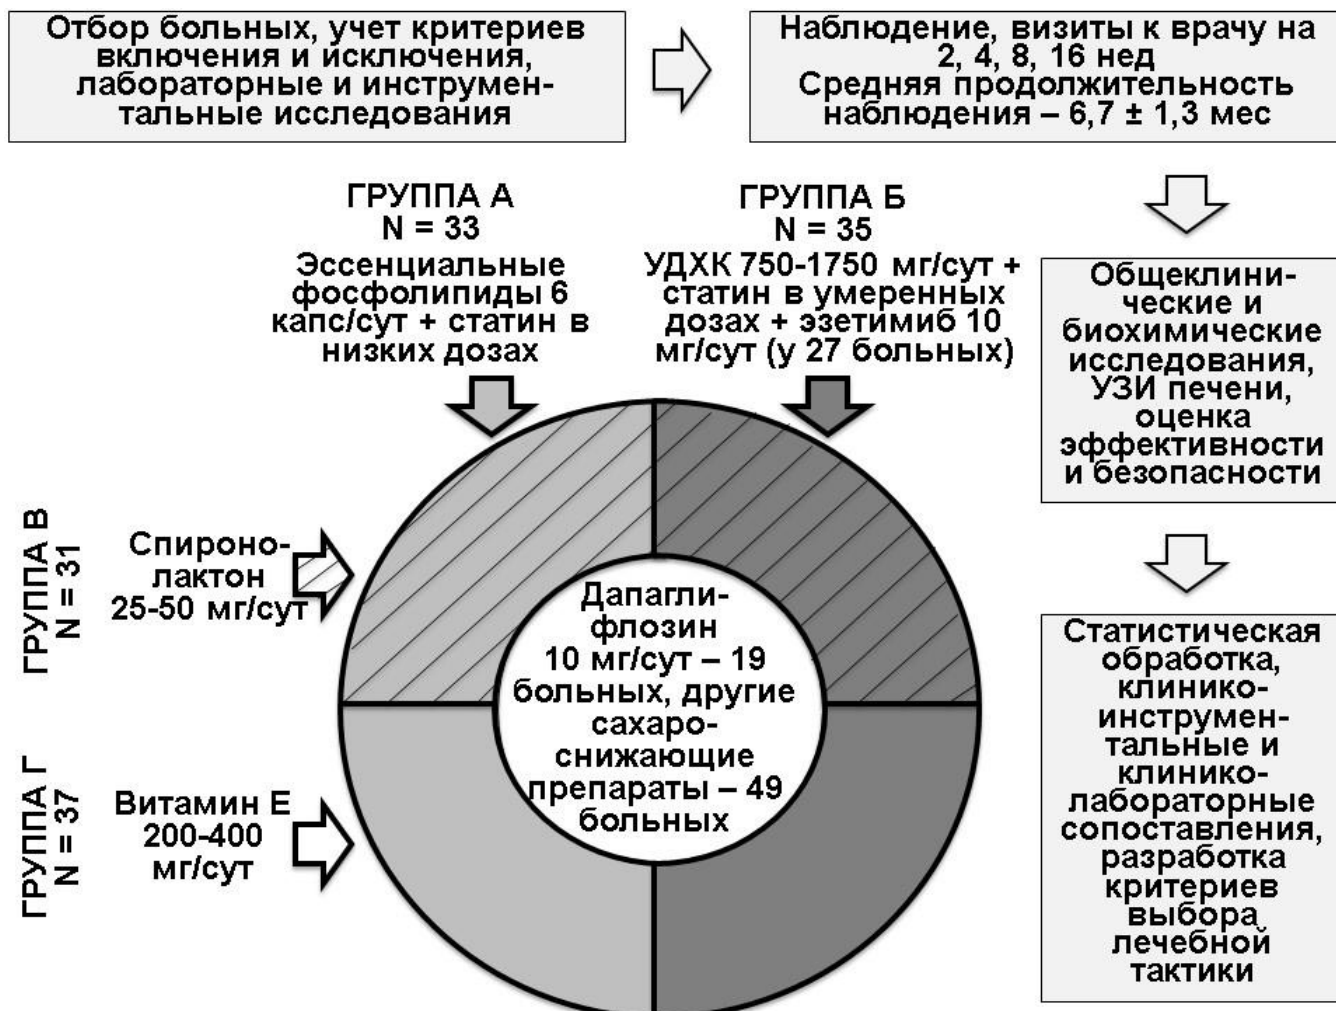 Отбор больных, учет критериев
включения и исключения,
лабораторные и инструмен-
тальные исследования
Наблюдение, визиты к врачу на
2, 4, 8, 16 нед
Средняя продолжительность
наблюдения – 6,7 ± 1,3 мес
ГРУППА А
N = 33
Эссенциальные
фосфолипиды 6
капс/сут + статин в
низких дозах
ГРУППА Б
N = 35
УДХК 750-1750 мг/сут +
статин в умеренных
дозах + эзетимиб 10
мг/сут (у 27 больных)
Общеклини-
ческие и
биохимические
исследования,
УЗИ печени,
оценка
эффективности
и безопасности
ГРУППА В
N = 31
Спироно-
лактон
25-50 мг/сут
ГРУППА Г
N = 37
Витамин Е
200-400
мг/сут
Дапагли-
флозин
10 мг/сут – 19
больных, другие
сахаро-
снижающие
препараты – 49
больных
Статистическая
обработка,
клинико-
инструмен-
тальные и
клинико-
лабораторные
сопоставления,
разработка
критериев
выбора
лечебной
тактики